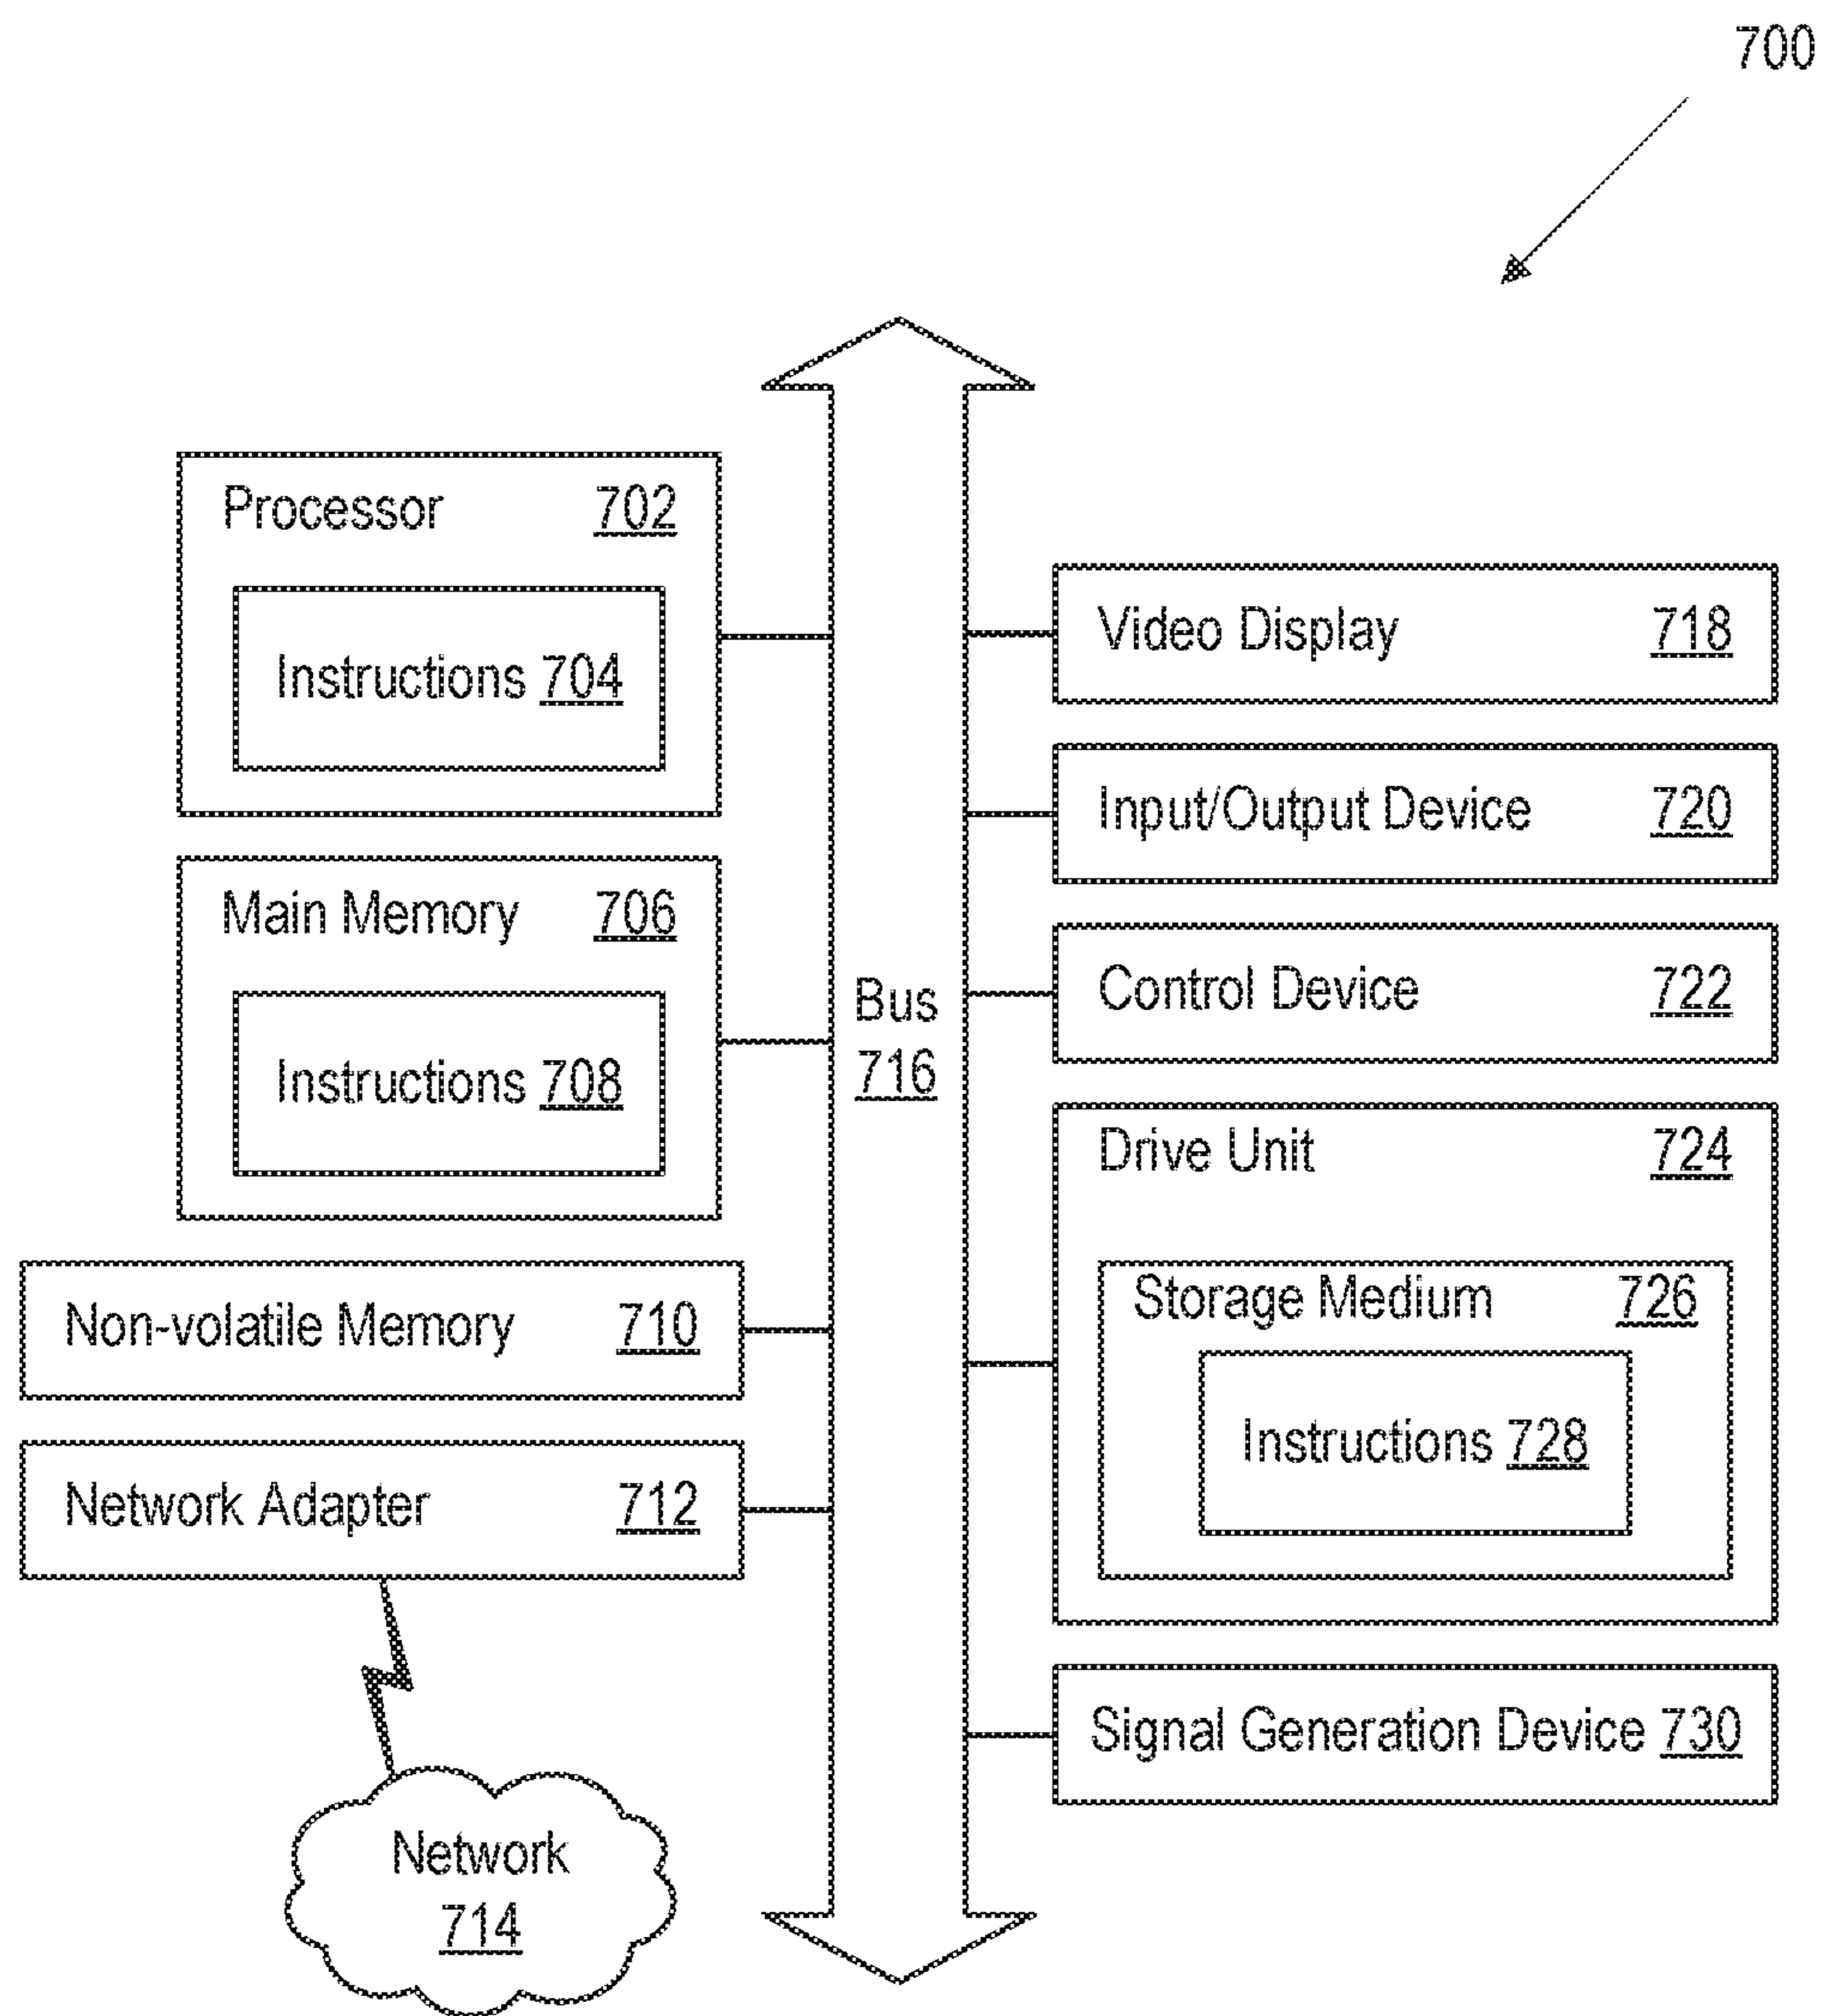 700
Processor 702
Instructions 704
Main Memory 706
Instructions 708
Non-volatile Memory 710
Network Adapter 712
Network
714
Bus
716
Video Display 718
Input/Output Device 720
Control Device 722
Drive Unit 724
Storage Medium 726
Instructions 728
Signal Generation Device 730